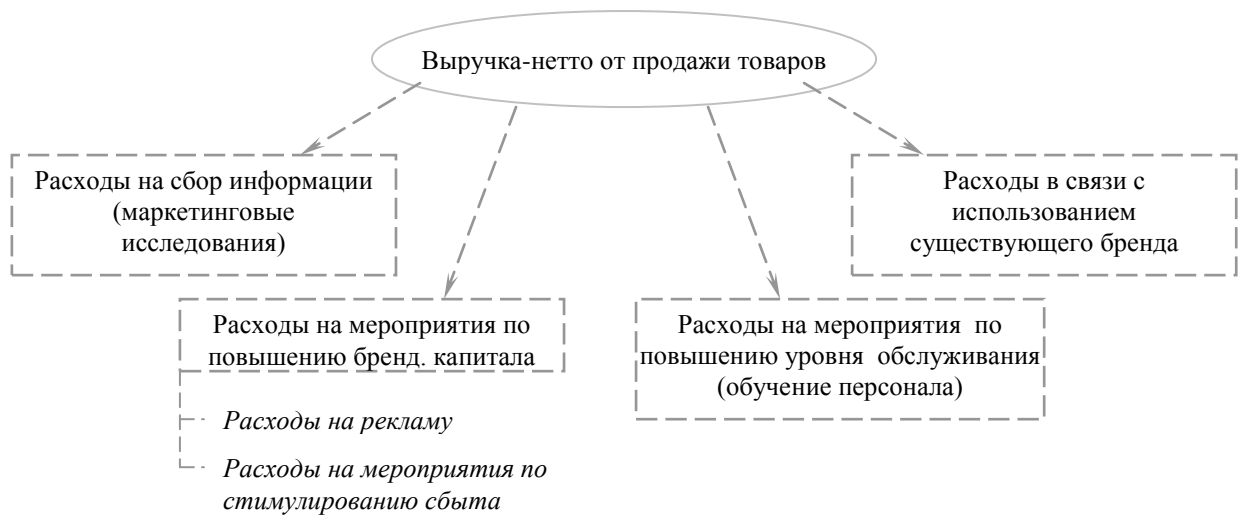 Выручка-нетто от продажи товаров
Расходы на сбор информации
(маркетинговые
исследования)
Расходы в связи с
использованием
существующего бренда
Расходы на мероприятия по
повышению бренд. капитала
Расходы на мероприятия по
повышению уровня обслуживания
(обучение персонала)
Расходы на рекламу
Расходы на мероприятия по
стимулированию сбыта